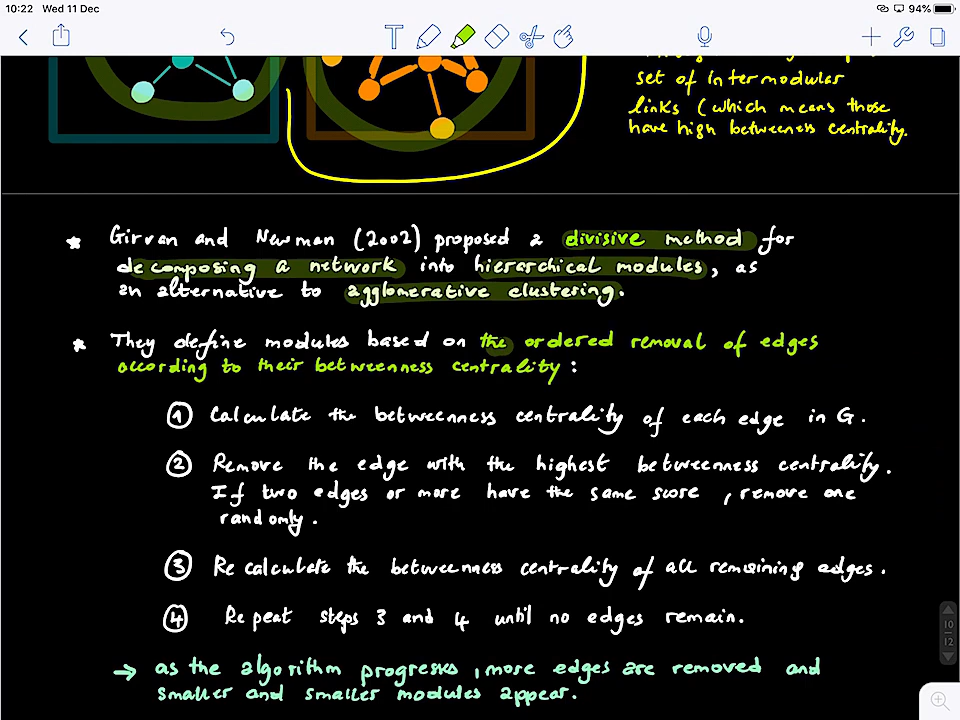 10:22 Wed 11 Dec
94%
set of intermodular
links (which means those
have high betweeness centrality.
* Girvan and Newman (2002) proposed a divisive method for
decomposing a network into hierarchical modules, as
an alternative to agglomerative clustering.
* They define modules based on the ordered removal of edges
according to their betweenness centrality:
1 Calculate the betweenness centrality of each edge in G.
2 Remove the edge with the highest betweenness centrality.
If two edges or more have the same score, remove one
randomly.
3 Recalculate the betweenness centrality of all remaining edges.
4 Repeat steps 3 and 4 until no edges remain.
→ as the algorithm progresses, more edges are removed and
smaller and smaller modules appear.
10
12